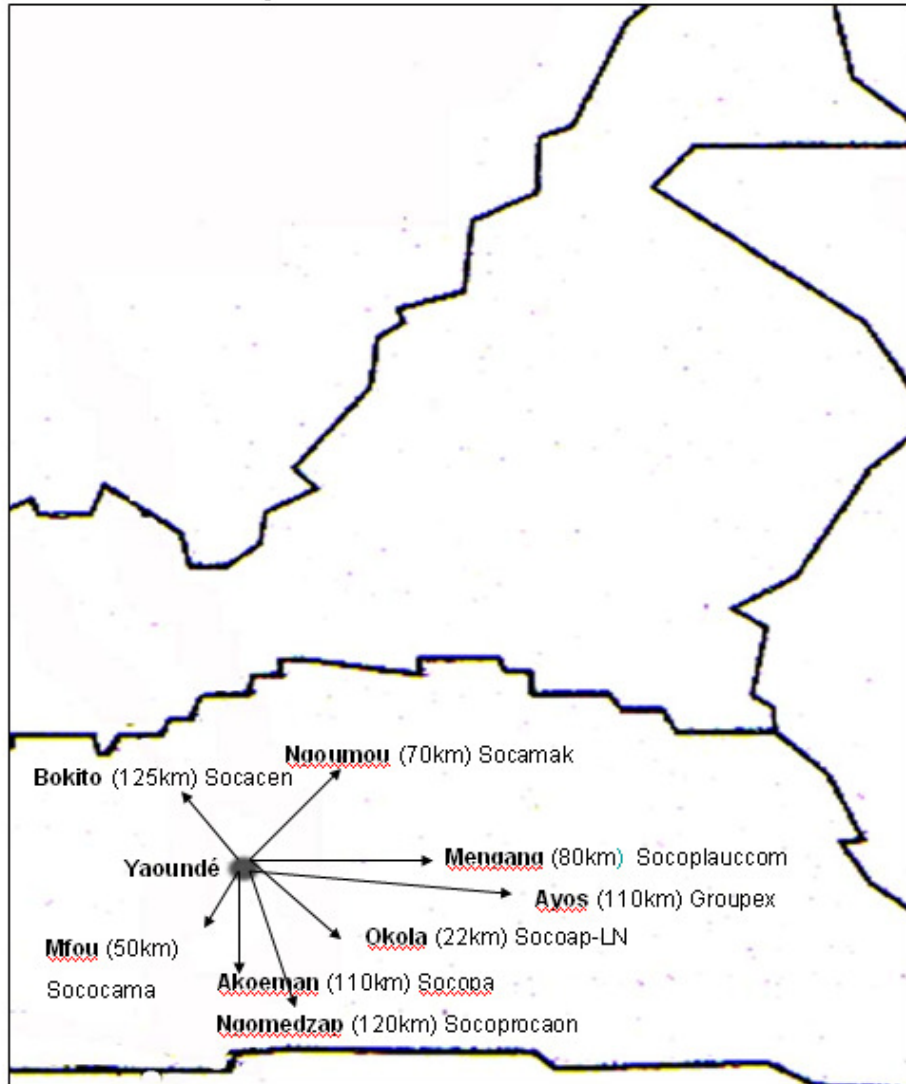 Ngoumou (70km) Socamak
Bokito (125km) Socacen
Yaoundé
Mengang (80km) Socoplauccom
Ayos (110km) Groupex
Okola (22km) Socoap-LN
Mfou (50km)
Sococama
Akoeman (110km) Socopa
Ngomedzap (120km) Socoprocaon